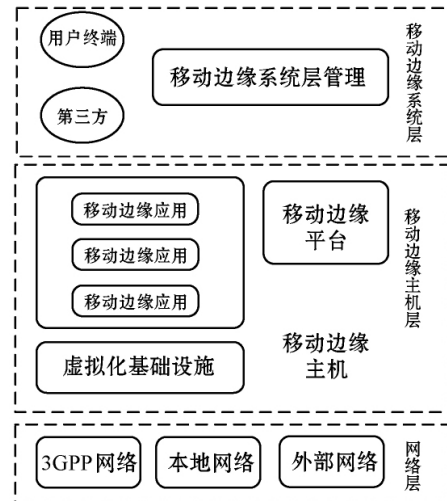 用户终端
第三方
移动边缘系统层管理
移动边缘系统层
移动边缘应用
移动边缘应用
移动边缘应用
虚拟化基础设施
移动边缘
平台
移动边缘
主机
移动边缘主机层
3GPP网络
本地网络
外部网络
网络层